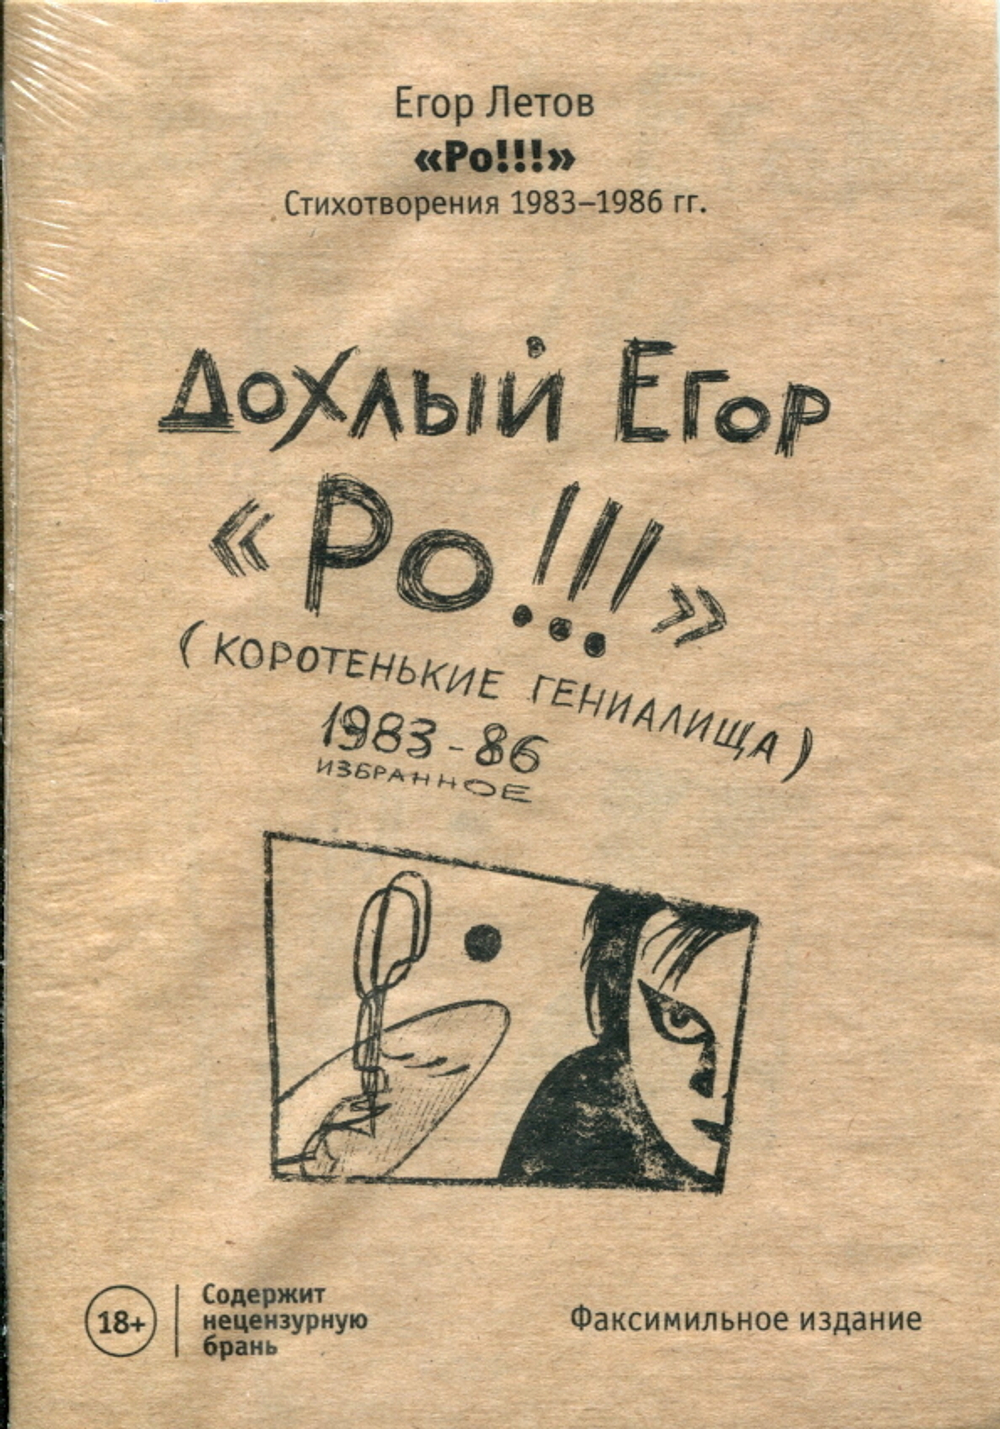 Егор Летов
«Ро!!!»
Стихотворения 1983–1986 гг.
Дохлый Егор
«Ро!!!»
(КОРОТЕНЬКИЕ ГЕНИАЛИЩА)
1983-86
ИЗБРАННОЕ
18+
Содержит
нецензурную
брань
Факсимильное издание